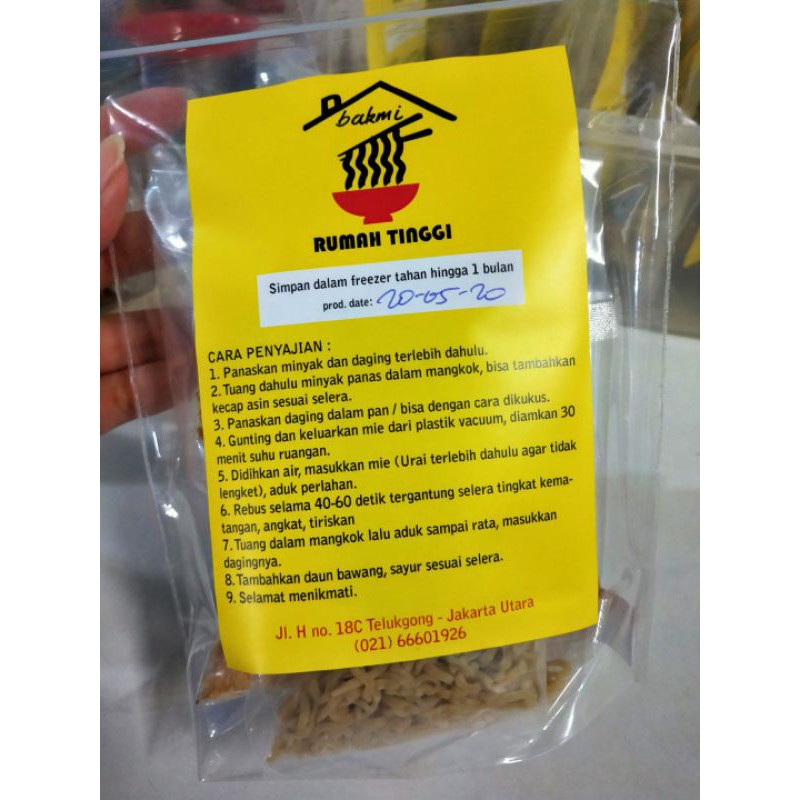 bakmi
RUMAH TINGGI
Simpan dalam freezer tahan hingga 1 bulan
prod. date: 20-05-20
CARA PENYAJIAN :
1. Panaskan minyak dan daging terlebih dahulu.
2. Tuang dahulu minyak panas dalam mangkok, bisa tambahkan
kecap asin sesuai selera.
3. Panaskan daging dalam pan / bisa dengan cara dikukus.
4. Gunting dan keluarkan mie dari plastik vacuum, diamkan 30
menit suhu ruangan.
5. Didihkan air, masukkan mie (Urai terlebih dahulu agar tidak
lengket), aduk perlahan.
6. Rebus selama 40-60 detik tergantung selera tingkat kema-
tangan, angkat, tiriskan
7. Tuang dalam mangkok lalu aduk sampai rata, masukkan
dagingnya.
8. Tambahkan daun bawang, sayur sesuai selera.
9. Selamat menikmati.
Jl. H no. 18C Telukgong - Jakarta Utara
(021) 66601926